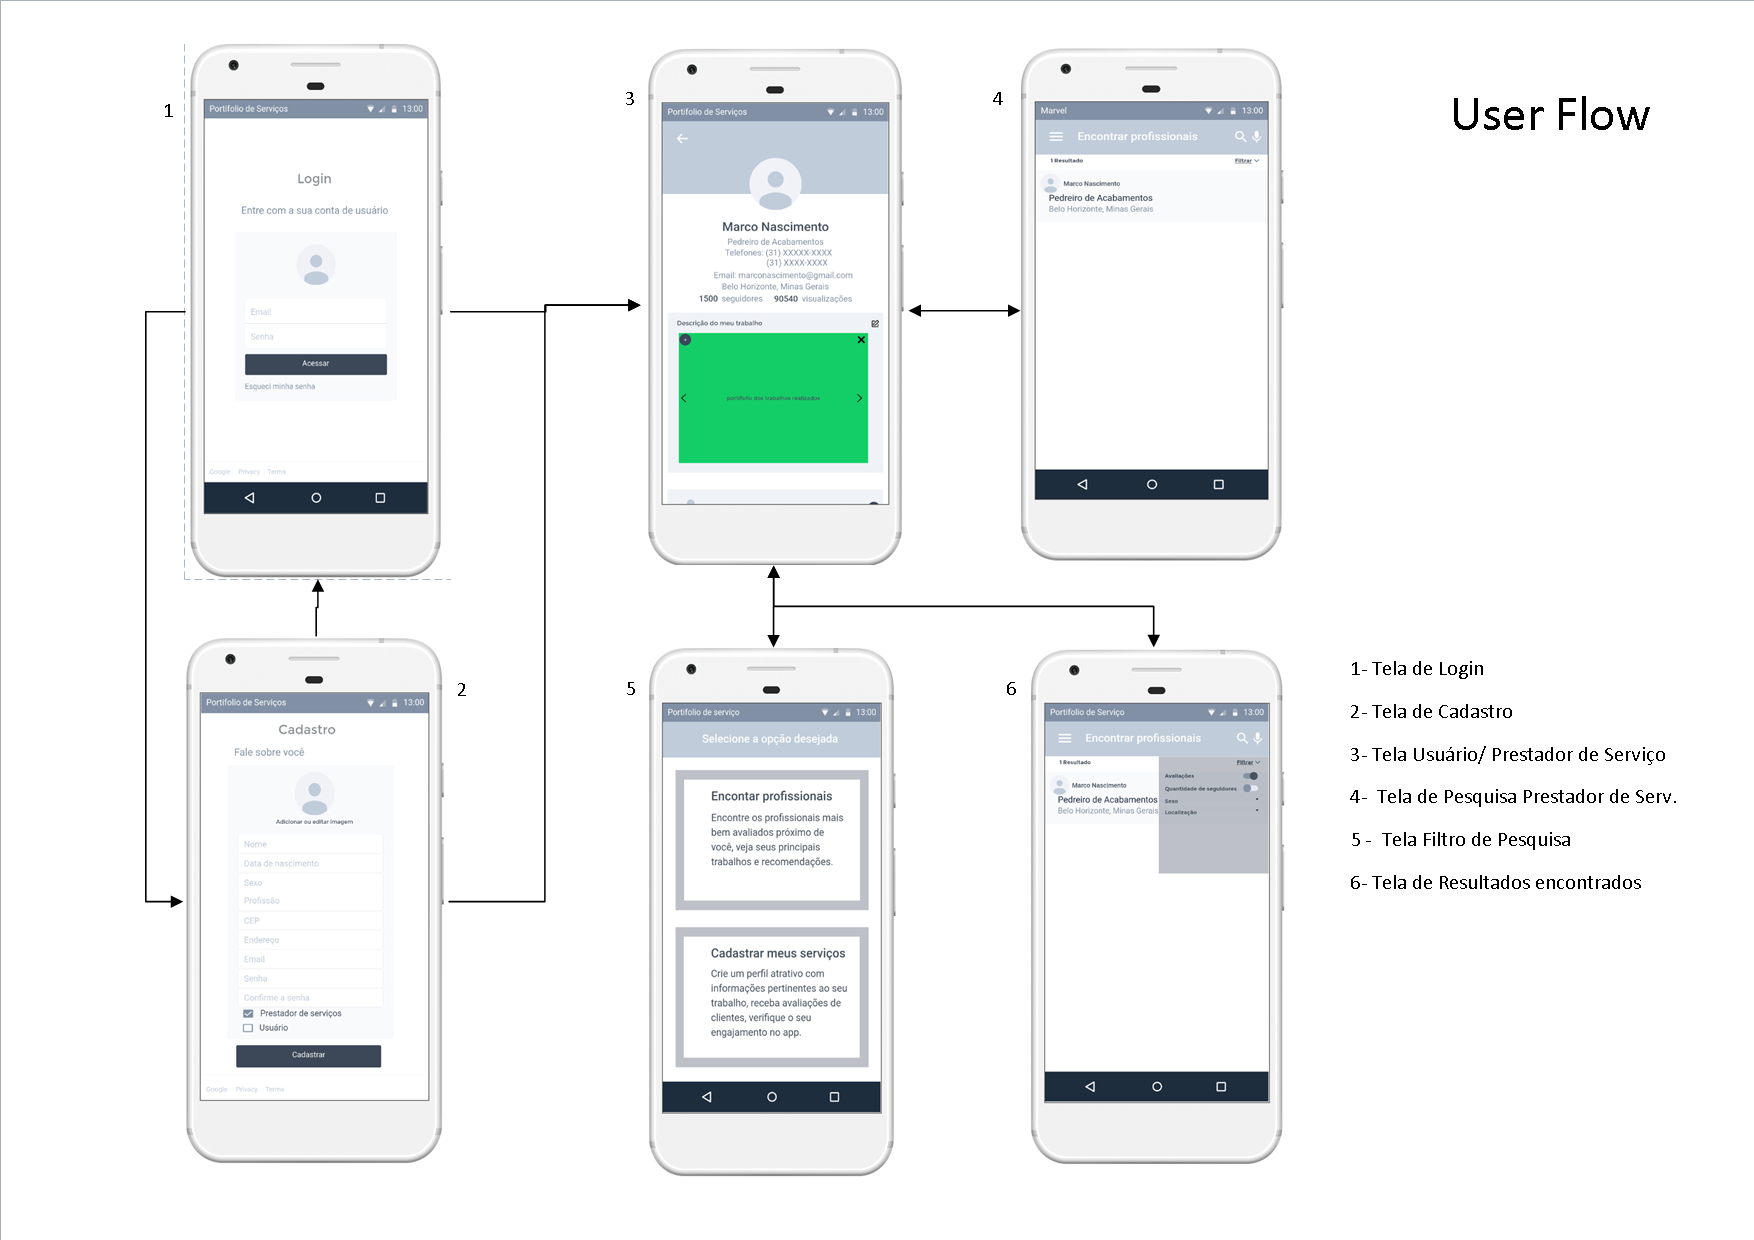 User Flow
1
Portifolio de Serviços 13:00
Login
Entre com a sua conta de usuário
Email
Senha
Acessar
Esqueci minha senha
Google Privacy Terms
3
Portifolio de Serviços 13:00
Marco Nascimento
Pedreiro de Acabamentos
Telefones: (31) XXXXX-XXXX
(31) XXXX-XXXX
Email: marconascimento@gmail.com
Belo Horizonte, Minas Gerais
1500 seguidores 90540 visualizações
Descrição do meu trabalho
portifolio dos trabalhos realizados
4
Marvel 13:00
Encontrar profissionais
1 Resultado Filtrar
Marco Nascimento
Pedreiro de Acabamentos
Belo Horizonte, Minas Gerais
2
Portifolio de Serviços 13:00
Cadastro
Fale sobre você
Adicionar ou editar imagem
Nome
Data de nascimento
Sexo
Profissão
CEP
Endereço
Email
Senha
Confirme a senha
Prestador de serviços
Usuário
Cadastrar
Google Privacy Terms
5
Portifolio de serviço 13:00
Selecione a opção desejada
Encontar profissionais
Encontre os profissionais mais
bem avaliados próximo de
você, veja seus principais
trabalhos e recomendações.
Cadastrar meus serviços
Crie um perfil atrativo com
informações pertinentes ao seu
trabalho, receba avaliações de
clientes, verifique o seu
engajamento no app.
6
Portifolio de Serviço 13:00
Encontrar profissionais
1 Resultado Filtrar
Marco Nascimento
Pedreiro de Acabamentos
Belo Horizonte, Minas Gerais
Avaliações
Quantidade de seguidores
Sexo
Localização
1- Tela de Login
2- Tela de Cadastro
3- Tela Usuário/ Prestador de Serviço
4- Tela de Pesquisa Prestador de Serv.
5 - Tela Filtro de Pesquisa
6- Tela de Resultados encontrados